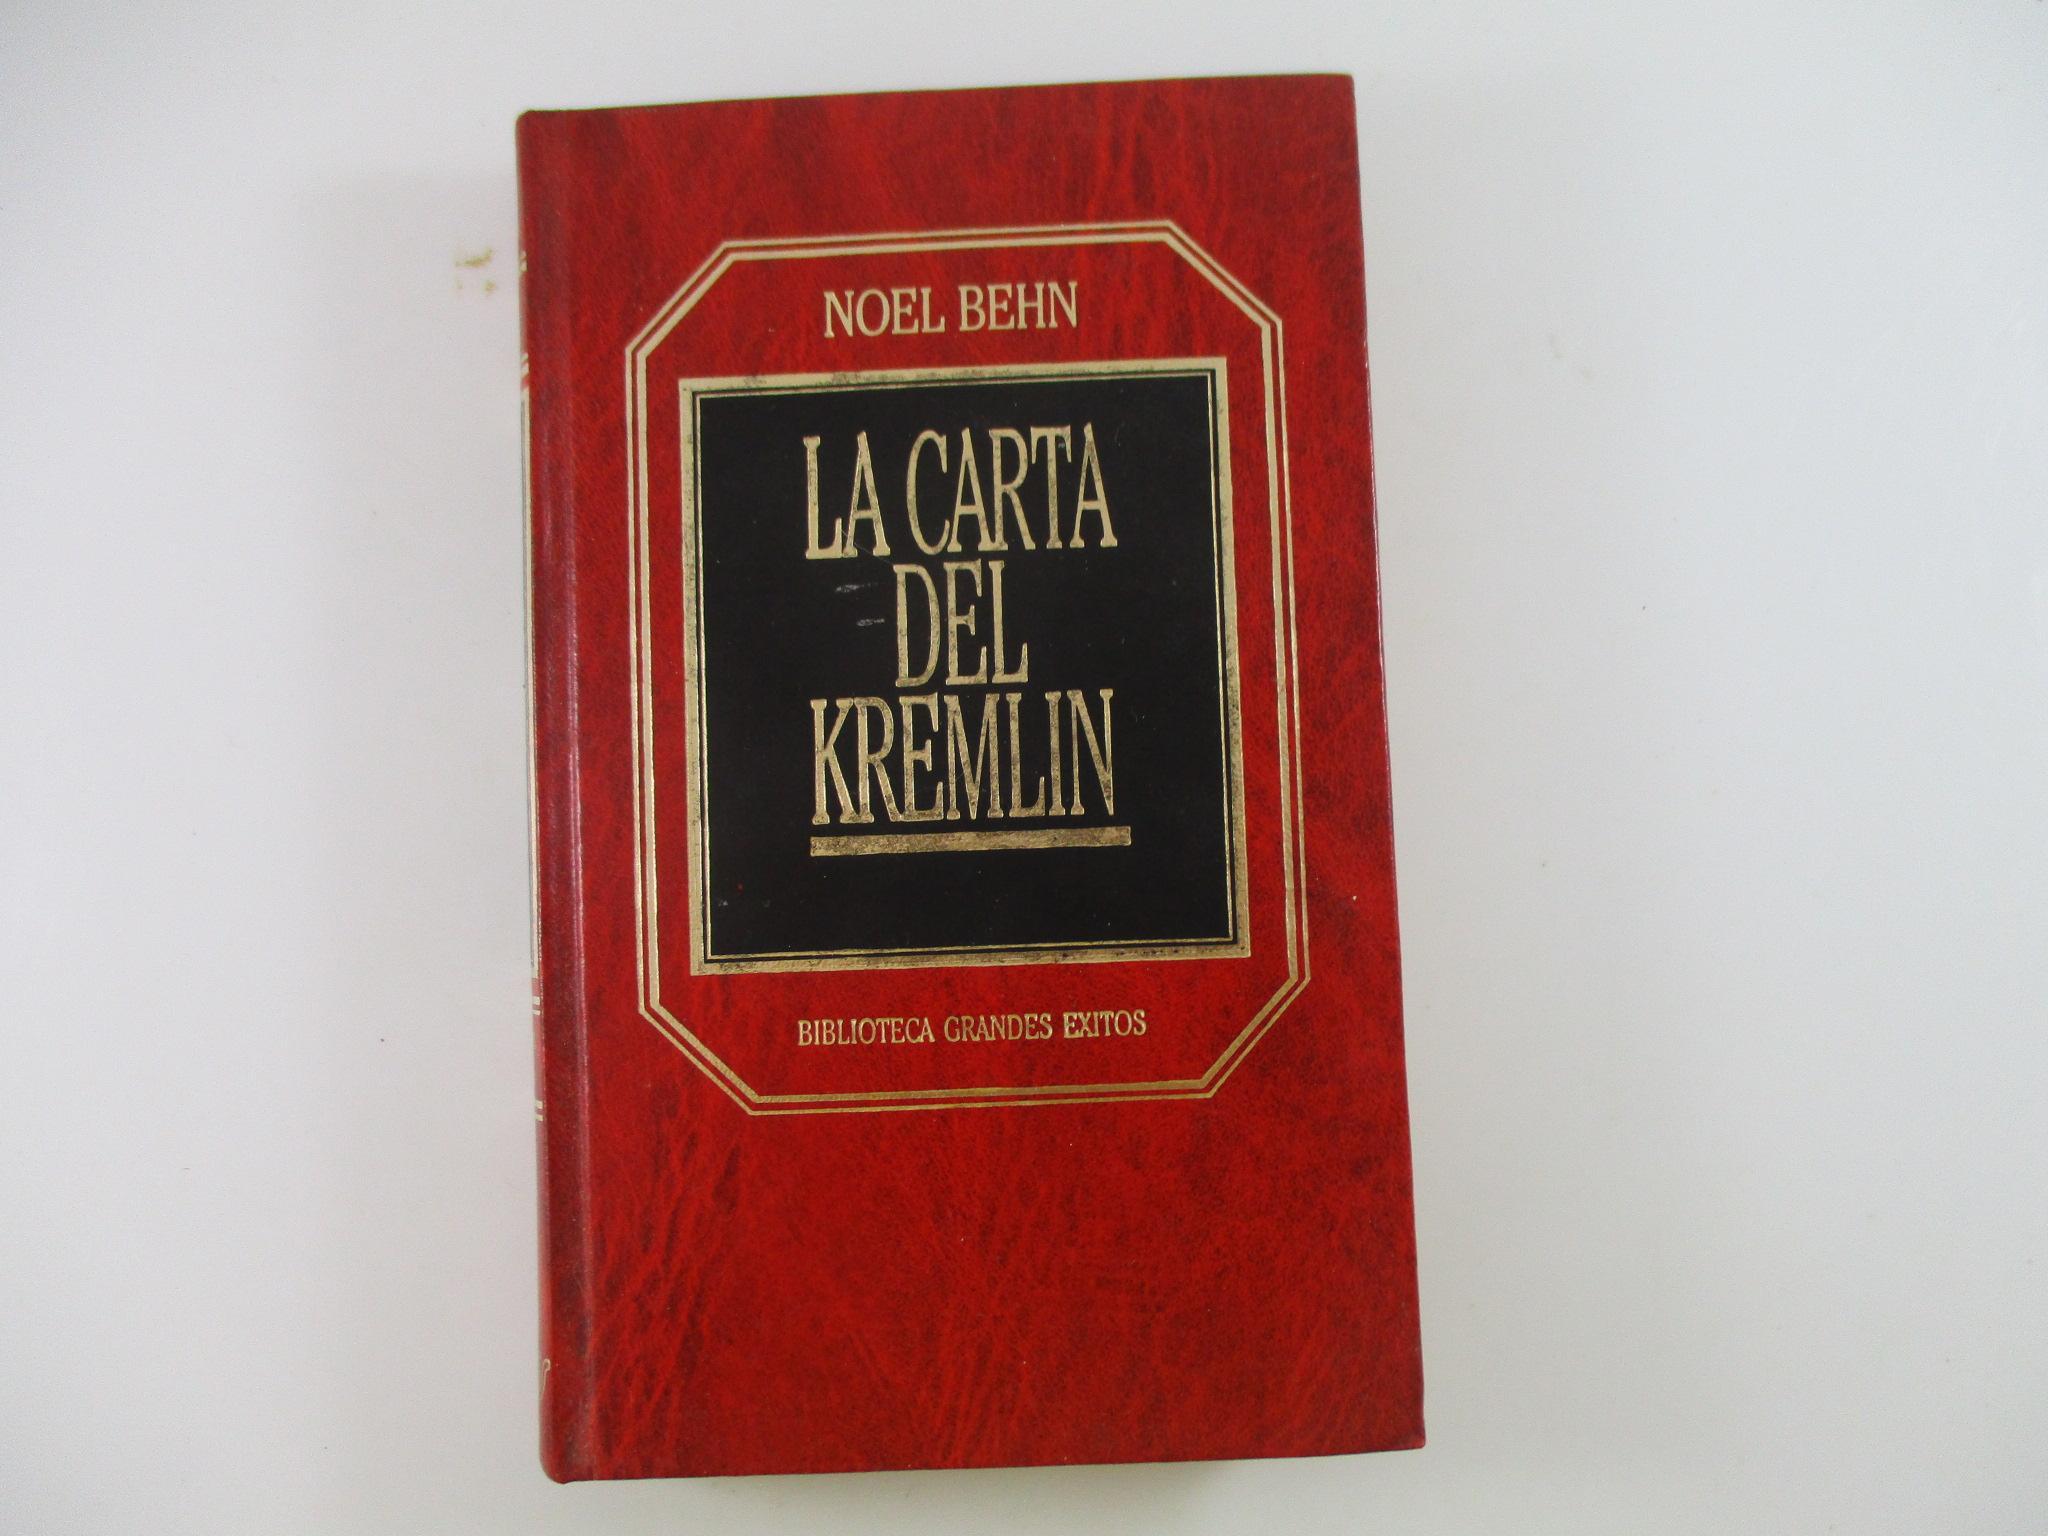 NOEL BEHN
LA CARTA
DEL
KREMLIN
BIBLIOTECA GRANDES EXITOS